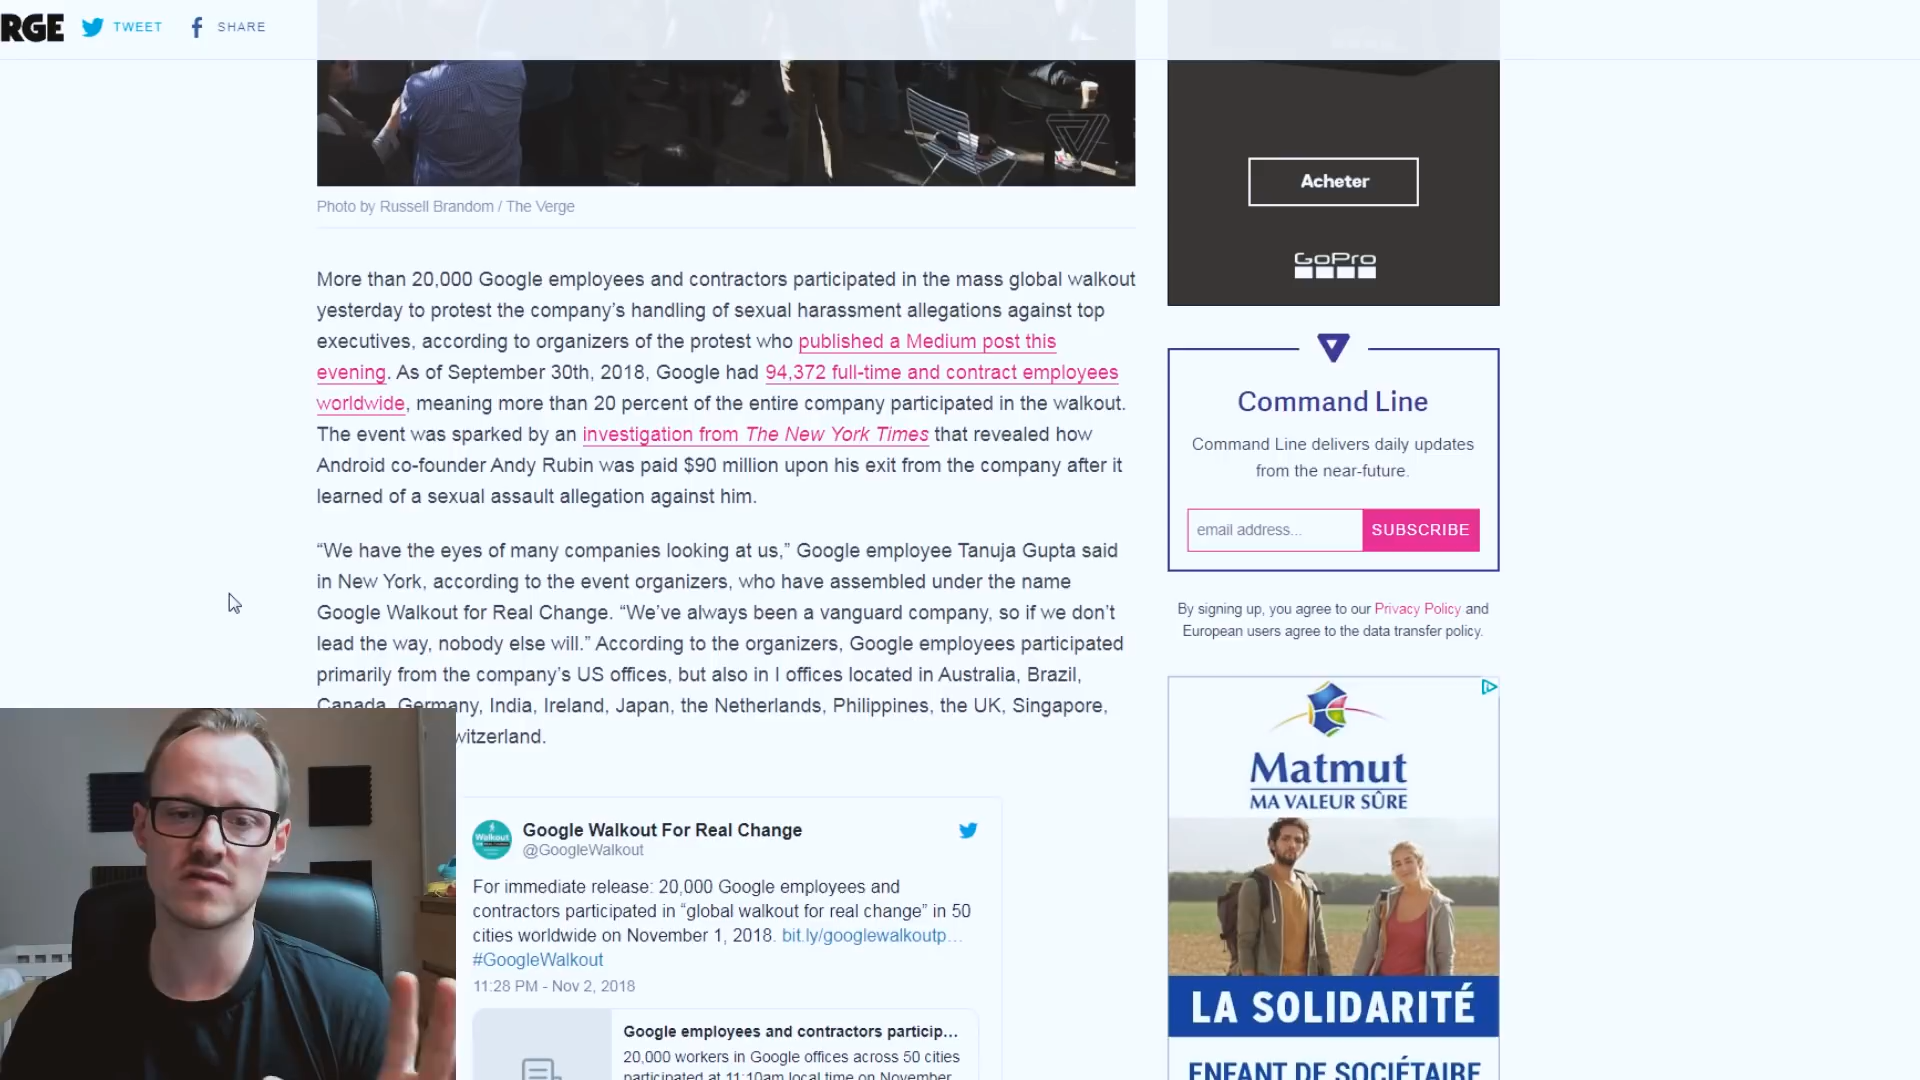 RGE TWEET SHARE
Photo by Russell Brandom / The Verge
More than 20,000 Google employees and contractors participated in the mass global walkout
yesterday to protest the company’s handling of sexual harassment allegations against top
executives, according to organizers of the protest who published a Medium post this
evening. As of September 30th, 2018, Google had 94,372 full-time and contract employees
worldwide, meaning more than 20 percent of the entire company participated in the walkout.
The event was sparked by an investigation from The New York Times that revealed how
Android co-founder Andy Rubin was paid $90 million upon his exit from the company after it
learned of a sexual assault allegation against him.
“We have the eyes of many companies looking at us,” Google employee Tanuja Gupta said
in New York, according to the event organizers, who have assembled under the name
Google Walkout for Real Change. “We’ve always been a vanguard company, so if we don’t
lead the way, nobody else will.” According to the organizers, Google employees participated
primarily from the company’s US offices, but also in I offices located in Australia, Brazil,
Canada, Germany, India, Ireland, Japan, the Netherlands, Philippines, the UK, Singapore,
witzerland.
Walkout
Google Walkout For Real Change
@GoogleWalkout
For immediate release: 20,000 Google employees and
contractors participated in “global walkout for real change” in 50
cities worldwide on November 1, 2018. bit.ly/googlewalkoutp…
#GoogleWalkout
11:28 PM - Nov 2, 2018
Google employees and contractors particip…
20,000 workers in Google offices across 50 cities
participated at 11:10am local time on November
Acheter
GoPro
Command Line
Command Line delivers daily updates
from the near-future.
email address... SUBSCRIBE
By signing up, you agree to our Privacy Policy and
European users agree to the data transfer policy.
Matmut
MA VALEUR SÛRE
LA SOLIDARITÉ
ENFANT DE SOCIÉTAIRE